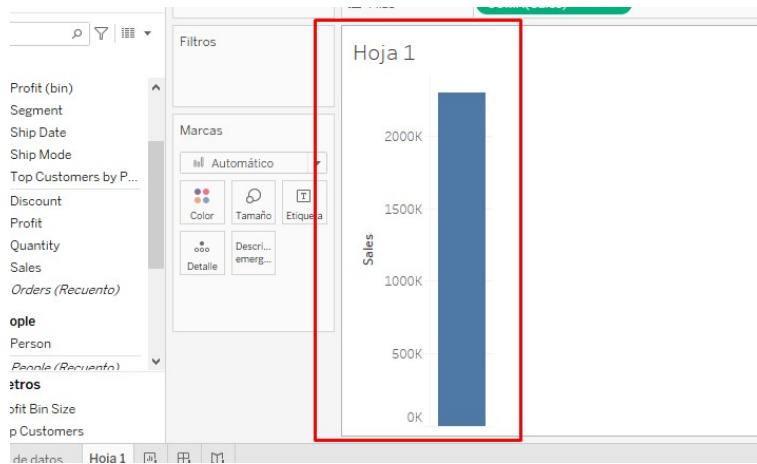 Profit (bin)
Segment
Ship Date
Ship Mode
Top Customers by P...
Discount
Profit
Quantity
Sales
Orders (Recuento)
ople
Person
People (Recuento)
etros
ofit Bin Size
p Customers
Filtros
Marcas
Automático
Color
Tamaño
Etiqueta
Detalle
Descri...
emerg...
Hoja 1
2000K
1500K
1000K
500K
0K
Sales
de datos
Hoja 1